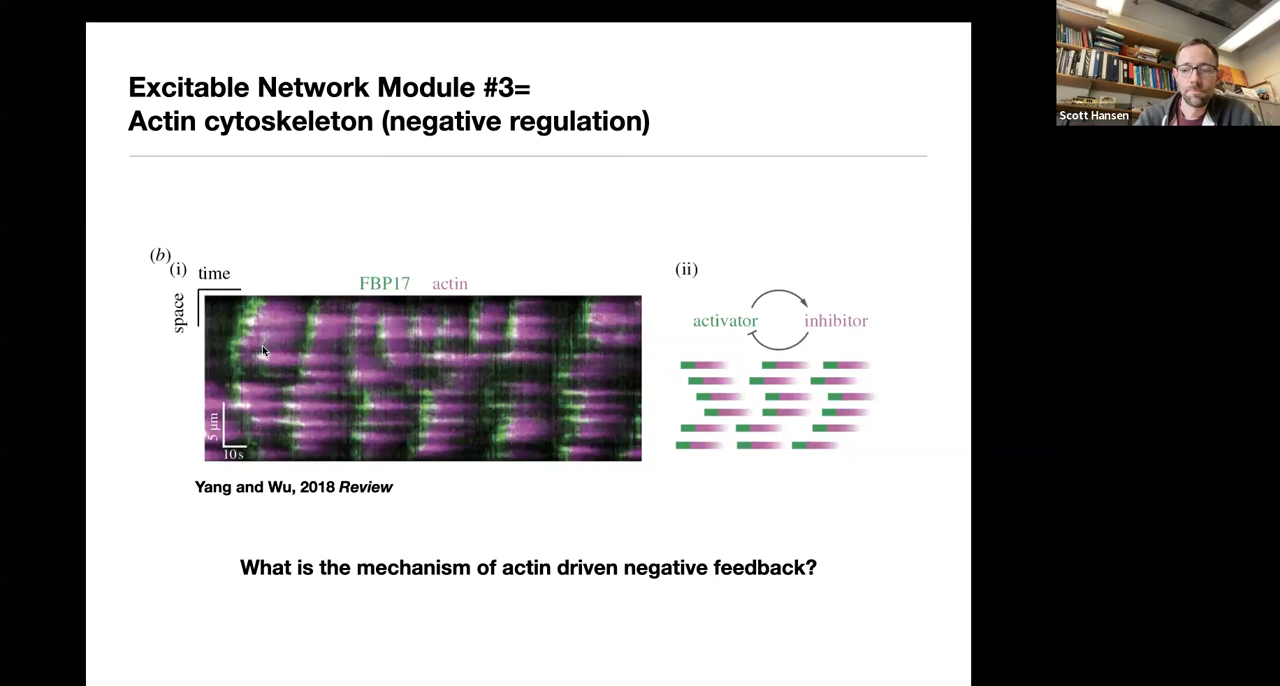 Excitable Network Module #3=
Actin cytoskeleton (negative regulation)
Scott Hansen
(b)
(i)
time
space
FBP17 actin
5 µm
10 s
(ii)
activator
inhibitor
Yang and Wu, 2018 Review
What is the mechanism of actin driven negative feedback?